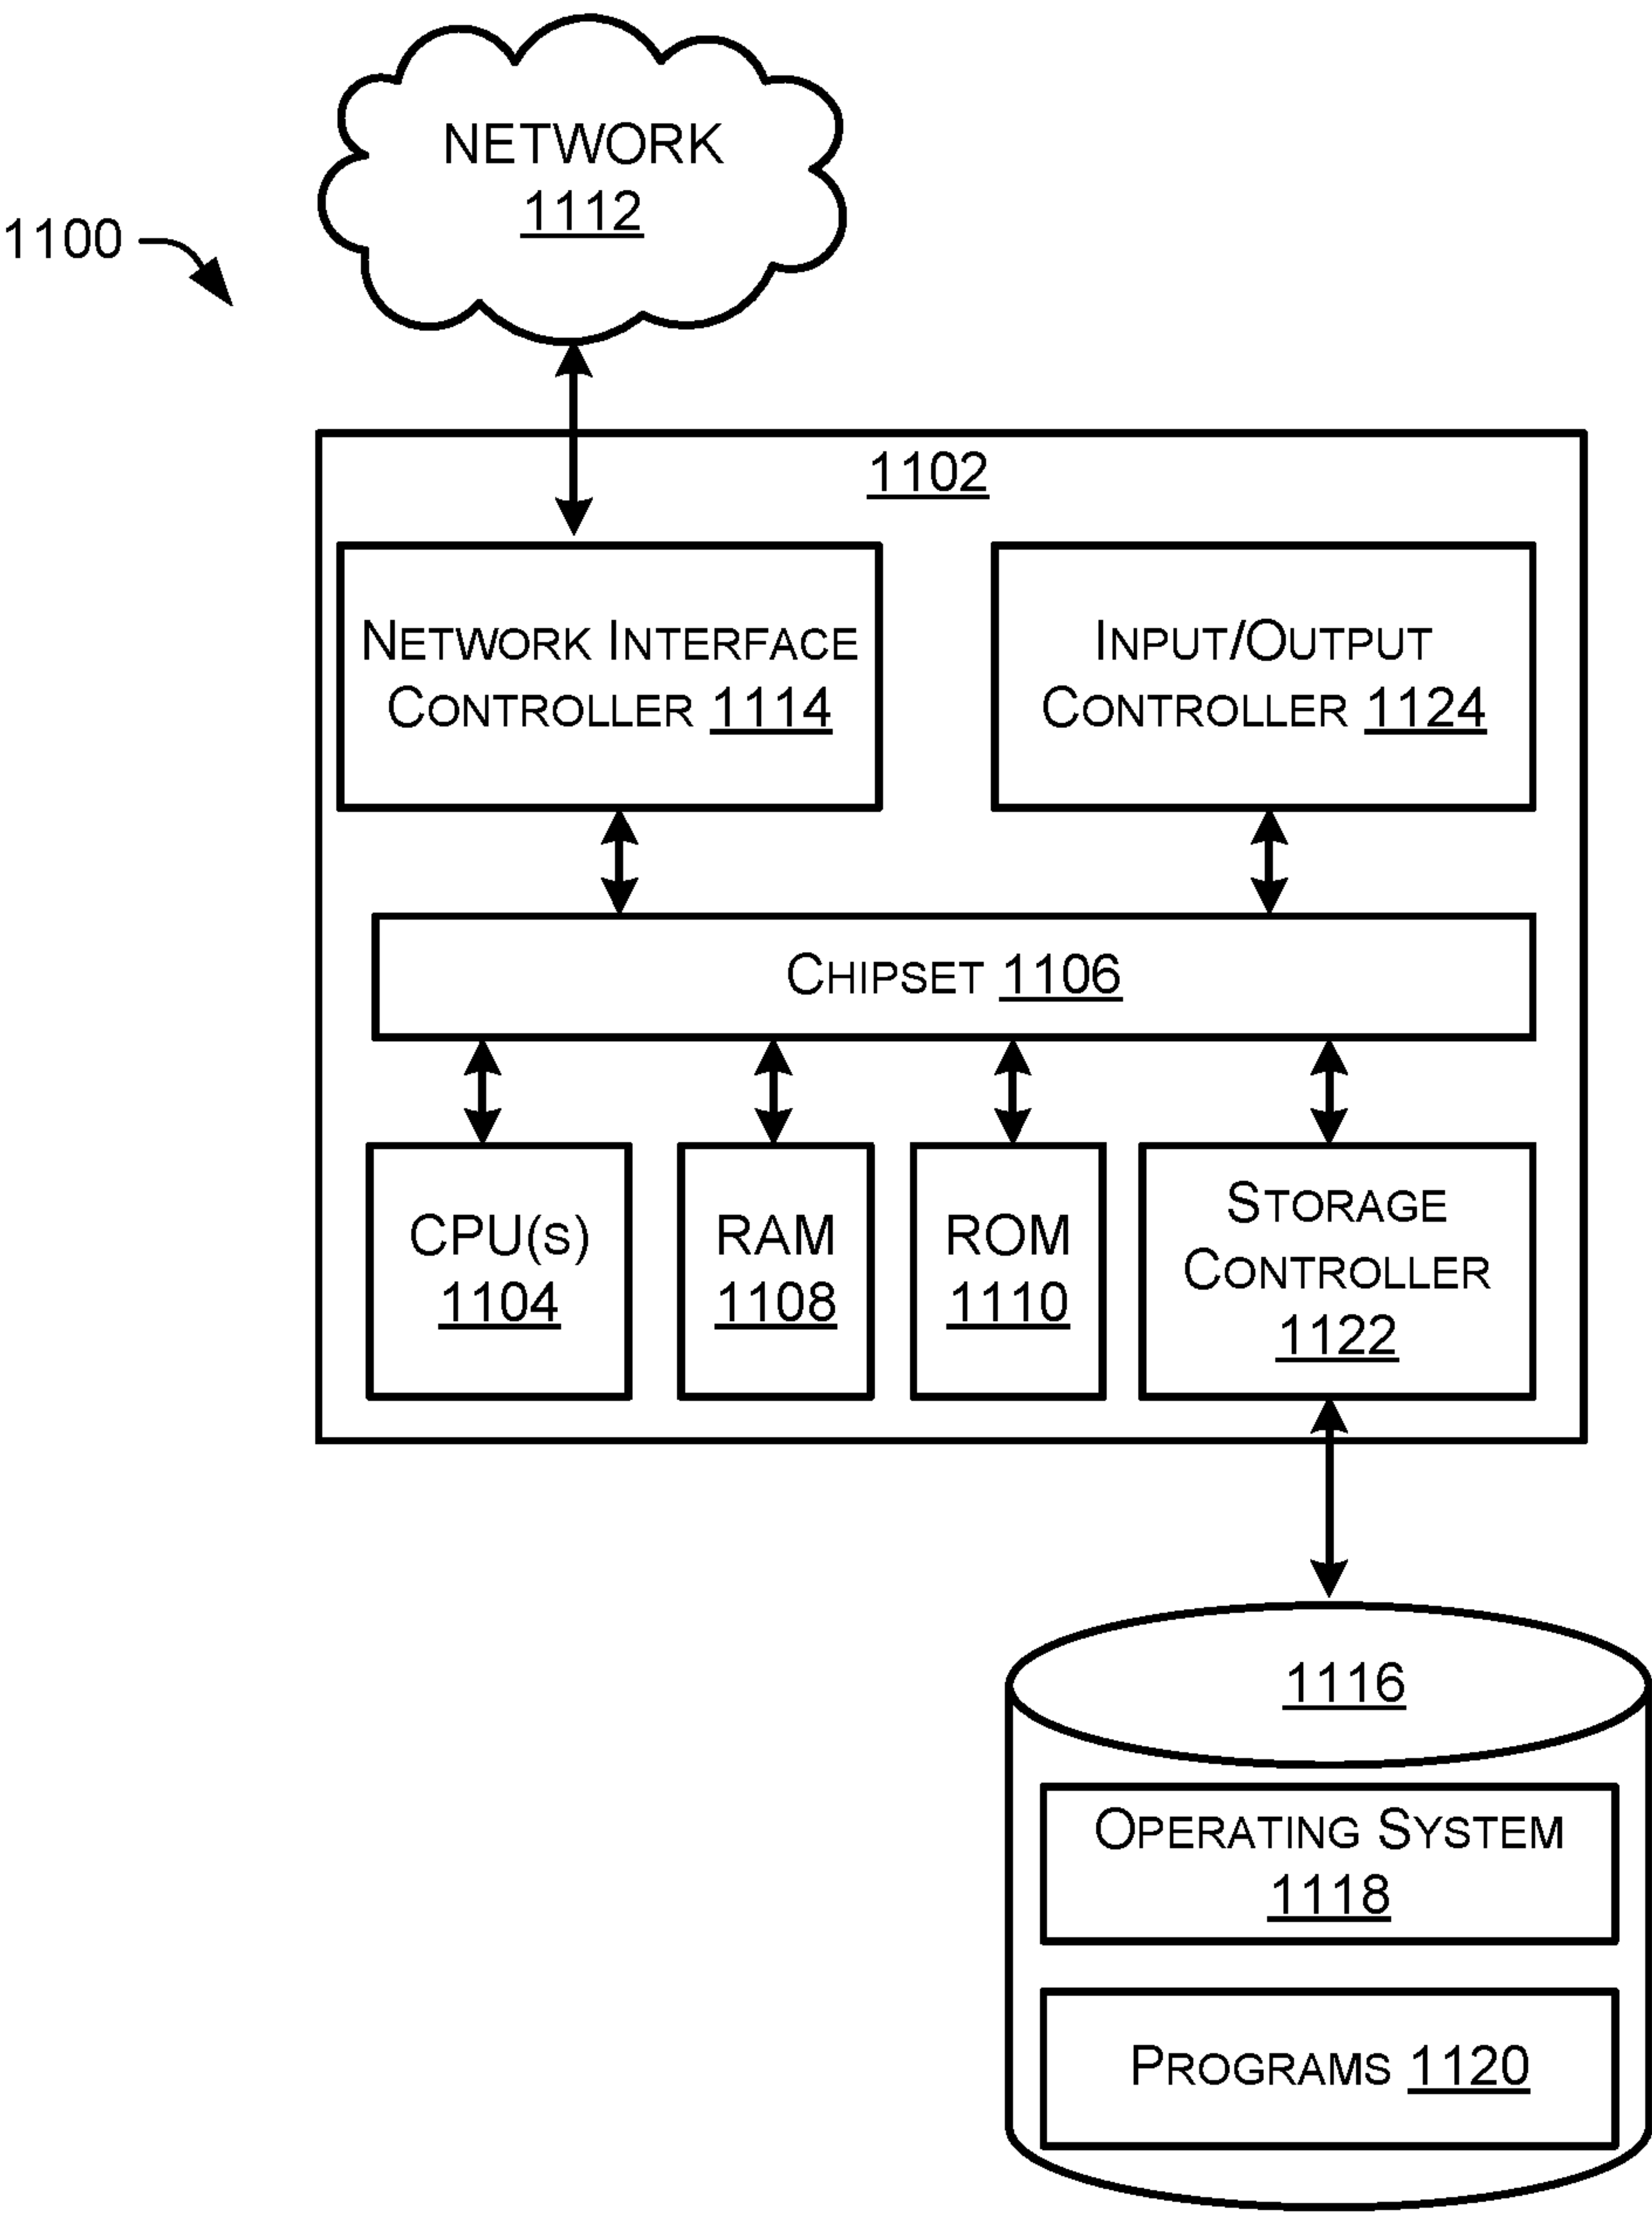 NETWORK
1112
1100
1102
NETWORK INTERFACE
CONTROLLER 1114
INPUT/OUTPUT
CONTROLLER 1124
CHIPSET 1106
CPU(S)
1104
RAM
1108
ROM
1110
STORAGE
CONTROLLER
1122
1116
OPERATING SYSTEM
1118
PROGRAMS 1120